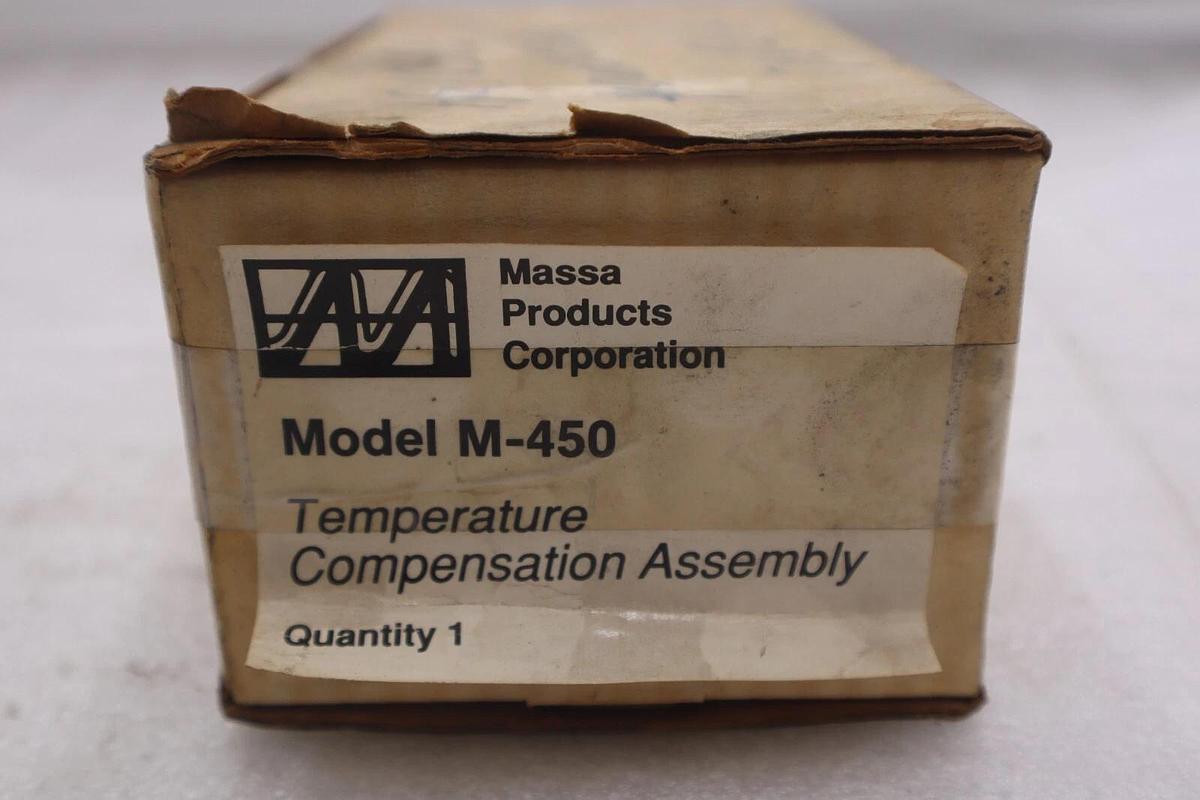 Massa
Products
Corporation
Model M-450
Temperature
Compensation Assembly
Quantity 1